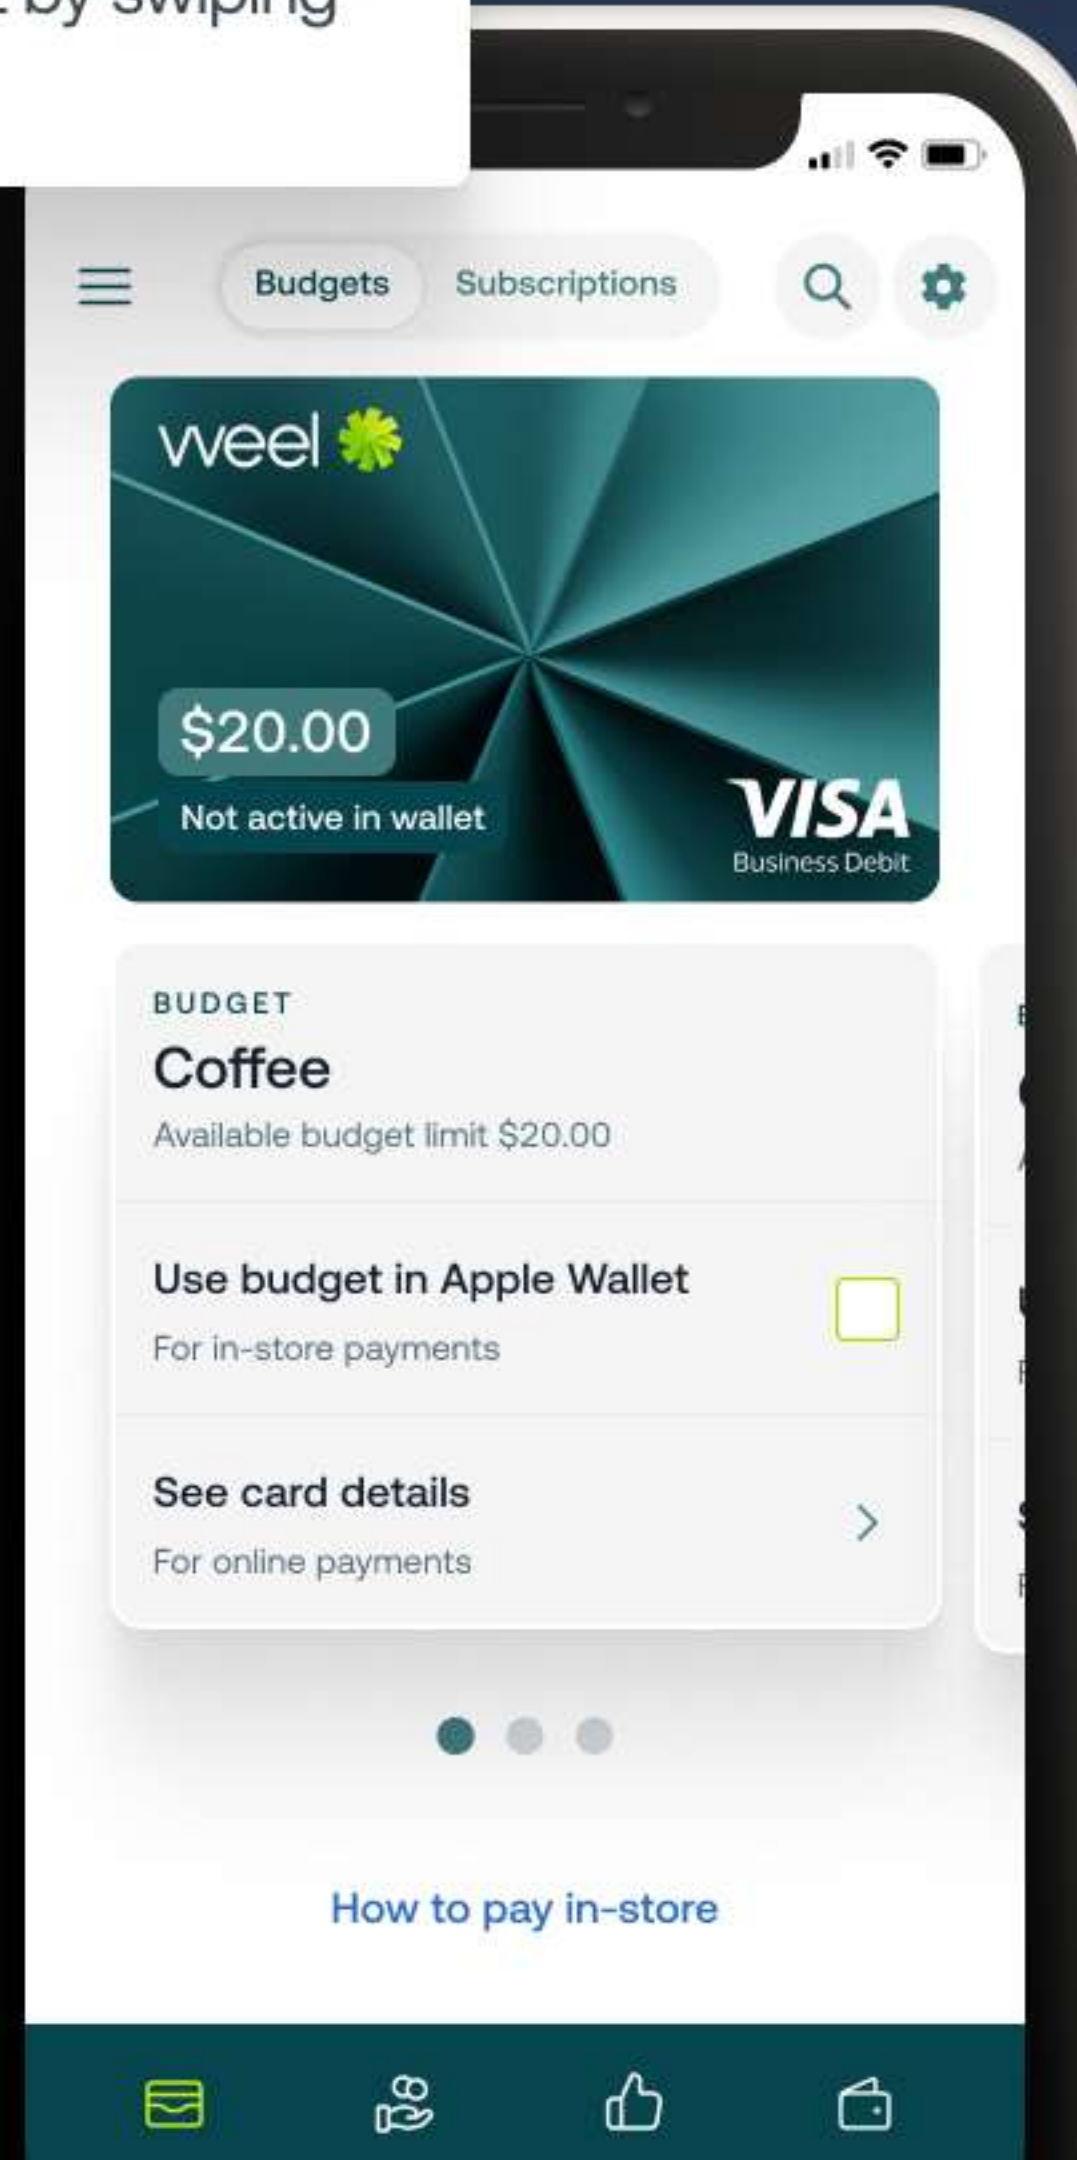 by swiping
Budgets
Subscriptions
weel
$20.00
Not active in wallet
VISA
Business Debit
BUDGET
Coffee
Available budget limit $20.00
Use budget in Apple Wallet
For in-store payments
See card details
For online payments
How to pay in-store